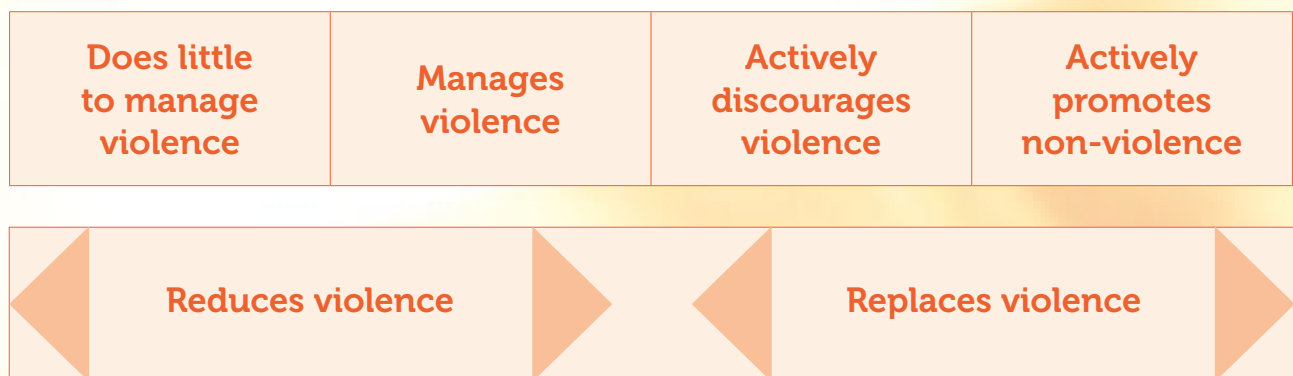 Does little
to manage
violence
Manages
violence
Actively
discourages
violence
Actively
promotes
non-violence
Reduces violence
Replaces violence